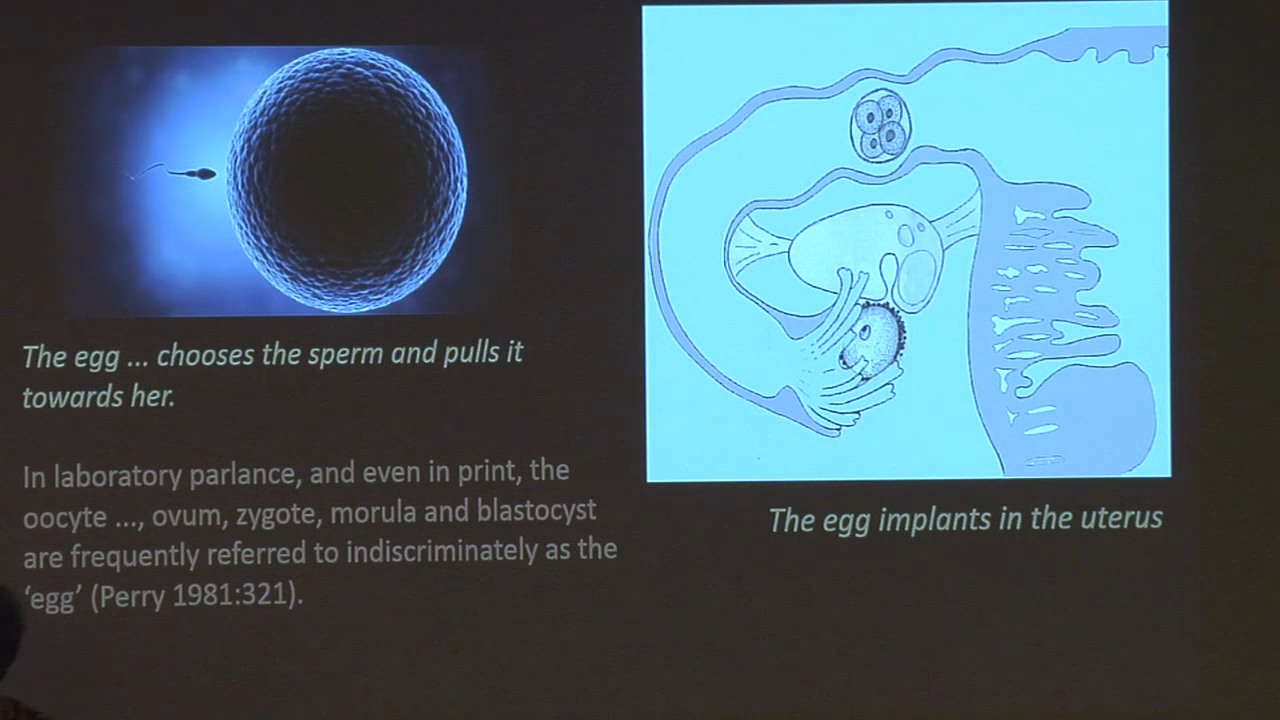 The egg ... chooses the sperm and pulls it
towards her.
In laboratory parlance, and even in print, the
oocyte ..., ovum, zygote, morula and blastocyst
are frequently referred to indiscriminately as the
‘egg’ (Perry 1981:321).
The egg implants in the uterus